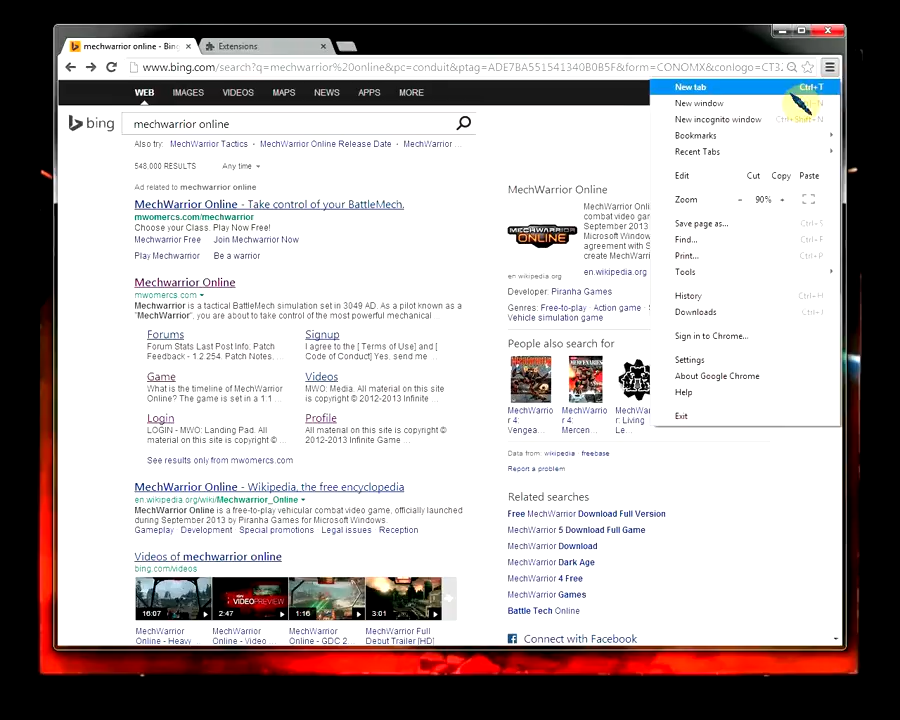 mechwarrior online - Bing
Extensions
www.bing.com/search?q=mechwarrior%20online&pc=conduit&ptag=ADE7BA551541340B0B5F&form=CONOMX&conlogo=CT3
WEB IMAGES VIDEOS MAPS NEWS APPS MORE
bing
mechwarrior online
Also try: MechWarrior Tactics · MechWarrior Online Release Date · MechWarrior ...
548,000 RESULTS Any time
Ad related to mechwarrior online
MechWarrior Online - Take control of your BattleMech.
mwomercs.com/mechwarrior
Choose your Class. Play Now Free!
Mechwarrior Free Join Mechwarrior Now
Play Mechwarrior Be a warrior
Mechwarrior Online
mwomercs.com
Mechwarrior is a tactical BattleMech simulation set in 3049 AD. As a pilot known as a
"MechWarrior", you are about to take control of the most powerful mechanical ...
Forums
Forum Stats Last Post Info. Patch
Feedback - 1.2.254. Patch Notes, ...
Signup
I agree to the [ Terms of Use] and [
Code of Conduct] Yes, send me ...
Game
What is the timeline of MechWarrior
Online? The game is set in a 1:1 ...
Videos
MWO: Media. All material on this site
is copyright © 2012-2013 Infinite ...
Login
LOGIN - MWO: Landing Pad. All
material on this site is copyright © ...
Profile
All material on this site is copyright ©
2012-2013 Infinite Game ...
See results only from mwomercs.com
MechWarrior Online - Wikipedia, the free encyclopedia
en.wikipedia.org/wiki/Mechwarrior_Online
MechWarrior Online is a free-to-play vehicular combat video game, officially launched
during September 2013 by Piranha Games for Microsoft Windows.
Gameplay · Development · Special promotions · Legal issues · Reception
Videos of mechwarrior online
bing.com/videos
16:07
VIDEO PREVIEW
2:47
1:16
3:01
MechWarrior
Online - Heavy ...
MechWarrior
Online - Video ...
MechWarrior
Online - GDC 2...
MechWarrior Full
Debut Trailer [HD]
MechWarrior Online
MECHWARRIOR
ONLINE
MechWarrior Onli
combat video gam
September 2013
Microsoft Window
agreement with S
create MechWarri
en.wikipedia.org
en.wikipedia.org
Developer: Piranha Games
Genres: Free-to-play · Action game ·
Vehicle simulation game
People also search for
MechWarrio
r 4:
Vengea...
MechWarrio
r 4:
Mercen...
MechWarrio
r: Living
Le...
Data from: wikipedia · freebase
Report a problem
Related searches
Free MechWarrior Download Full Version
MechWarrior 5 Download Full Game
MechWarrior Download
MechWarrior Dark Age
MechWarrior 4 Free
MechWarrior Games
Battle Tech Online
Connect with Facebook
New tab Ctrl+T
New window
New incognito window Ctrl+Shift+N
Bookmarks
Recent Tabs
Edit Cut Copy Paste
Zoom - 90% +
Save page as... Ctrl+S
Find... Ctrl+F
Print... Ctrl+P
Tools
History Ctrl+H
Downloads Ctrl+J
Sign in to Chrome...
Settings
About Google Chrome
Help
Exit